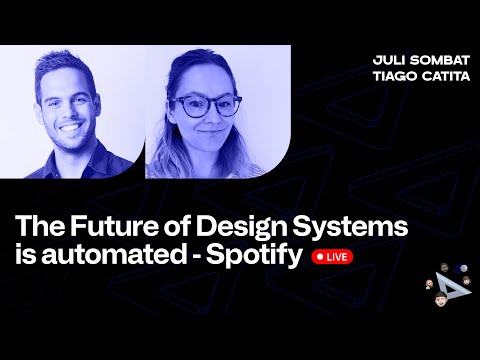 JULI SOMBAT
TIAGO CATITA
The Future of Design Systems
is automated - Spotify LIVE